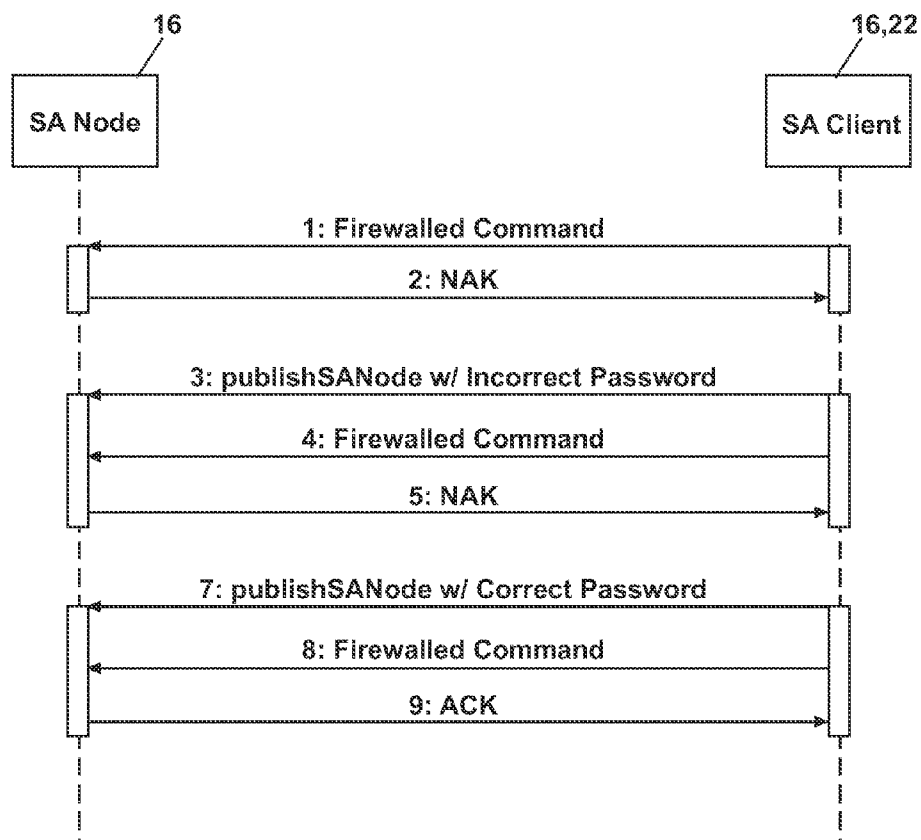 16
16,22
SA Node
SA Client
1: Firewalled Command
2: NAK
3: publishSANode w/ Incorrect Password
4: Firewalled Command
5: NAK
7: publishSANode w/ Correct Password
8: Firewalled Command
9: ACK